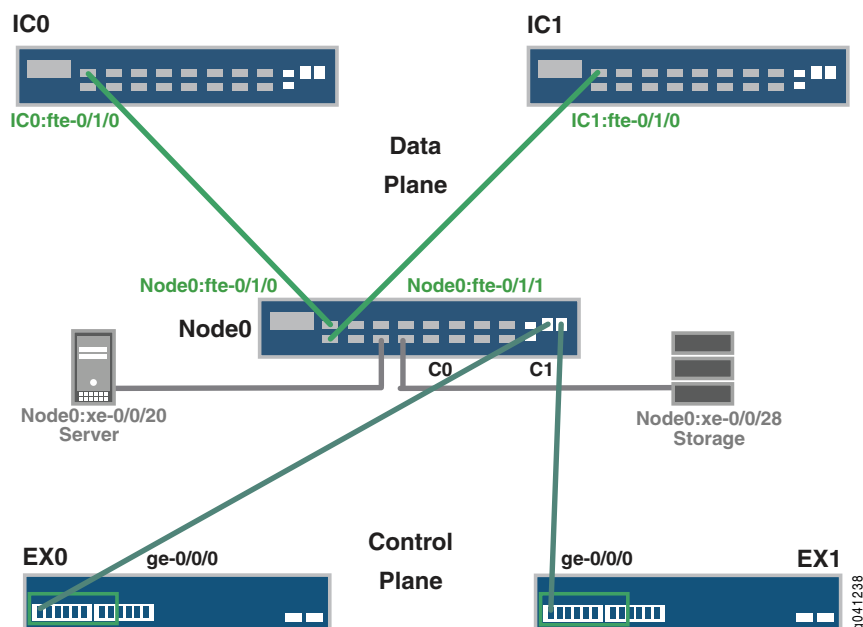 IC0
IC1
IC0:fte-0/1/0
IC1:fte-0/1/0
Data
Plane
Node0:fte-0/1/0
Node0:fte-0/1/1
Node0
C0
C1
Node0:xe-0/0/20
Server
Node0:xe-0/0/28
Storage
Control
Plane
EX0
ge-0/0/0
ge-0/0/0
EX1
g041238